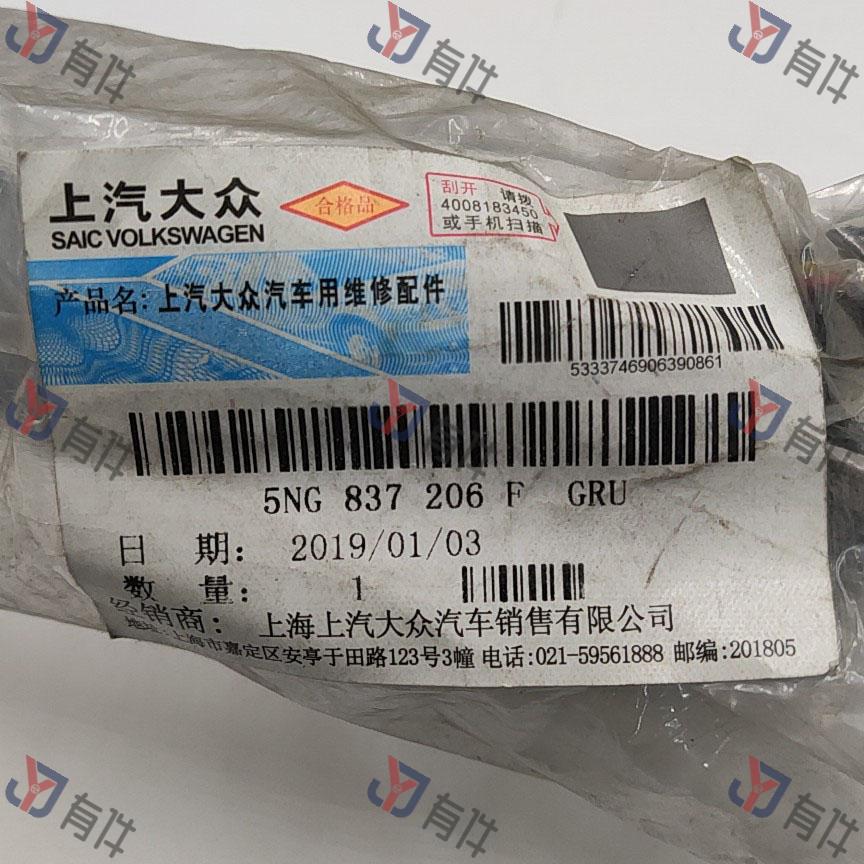 上汽大众
SAIC VOLKSWAGEN
合格品
刮开 请拨
4008183450
或手机扫描
产品名: 上汽大众汽车用维修配件
5333746906390861
5NG 837 206 F GRU
日 期: 2019/01/03
数 量: 1
经销商: 上海上汽大众汽车销售有限公司
地址:上海市嘉定区安亭于田路123号3幢 电话:021-59561888 邮编:201805
有件
有件
有件
有件
有件
有件
有件
有件
有件